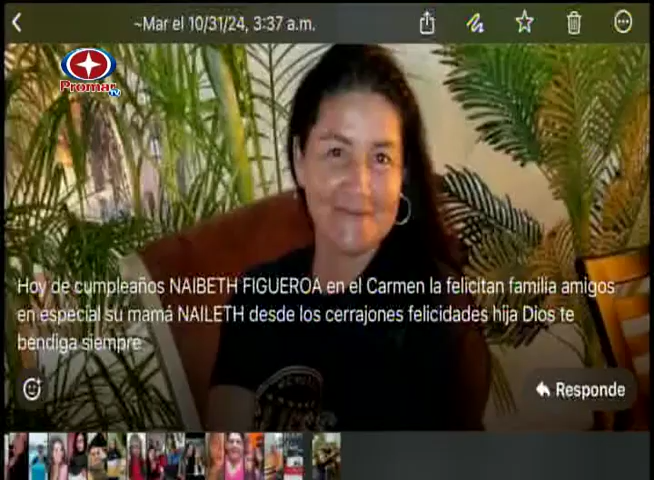 ~Mar el 10/31/24, 3:37 a.m.
Promar
TV
Hoy de cumpleaños NAIBETH FIGUEROA en el Carmen la felicitan familia amigos
en especial su mamá NAILETH desde los cerrajones felicidades hija Dios te
bendiga siempre
Responde